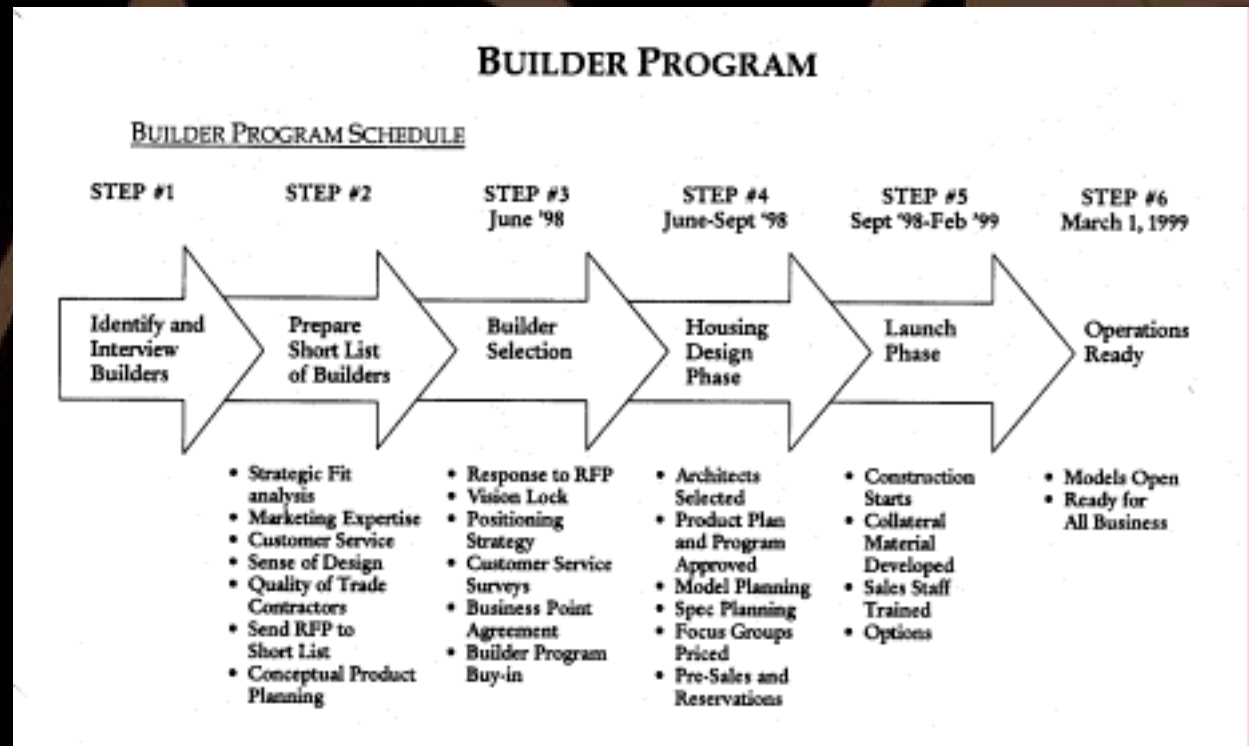 BUILDER PROGRAM
BUILDER PROGRAM SCHEDULE
STEP #1
STEP #2
STEP #3
June '98
STEP #4
June-Sept '98
STEP #5
Sept '98-Feb '99
STEP #6
March 1, 1999
Identify and
Interview
Builders
Prepare
Short List
of Builders
Builder
Selection
Housing
Design
Phase
Launch
Phase
Operations
Ready
• Strategic Fit
analysis
• Marketing Expertise
• Customer Service
• Sense of Design
• Quality of Trade
Contractors
• Send RFP to
Short List
• Conceptual Product
Planning
• Response to RFP
• Vision Lock
• Positioning
Strategy
• Customer Service
Surveys
• Business Point
Agreement
• Builder Program
Buy-in
• Architects
Selected
• Product Plan
and Program
Approved
• Model Planning
• Spec Planning
• Focus Groups
Priced
• Pre-Sales and
Reservations
• Construction
Starts
• Collateral
Material
Developed
• Sales Staff
Trained
• Options
• Models Open
• Ready for
All Business